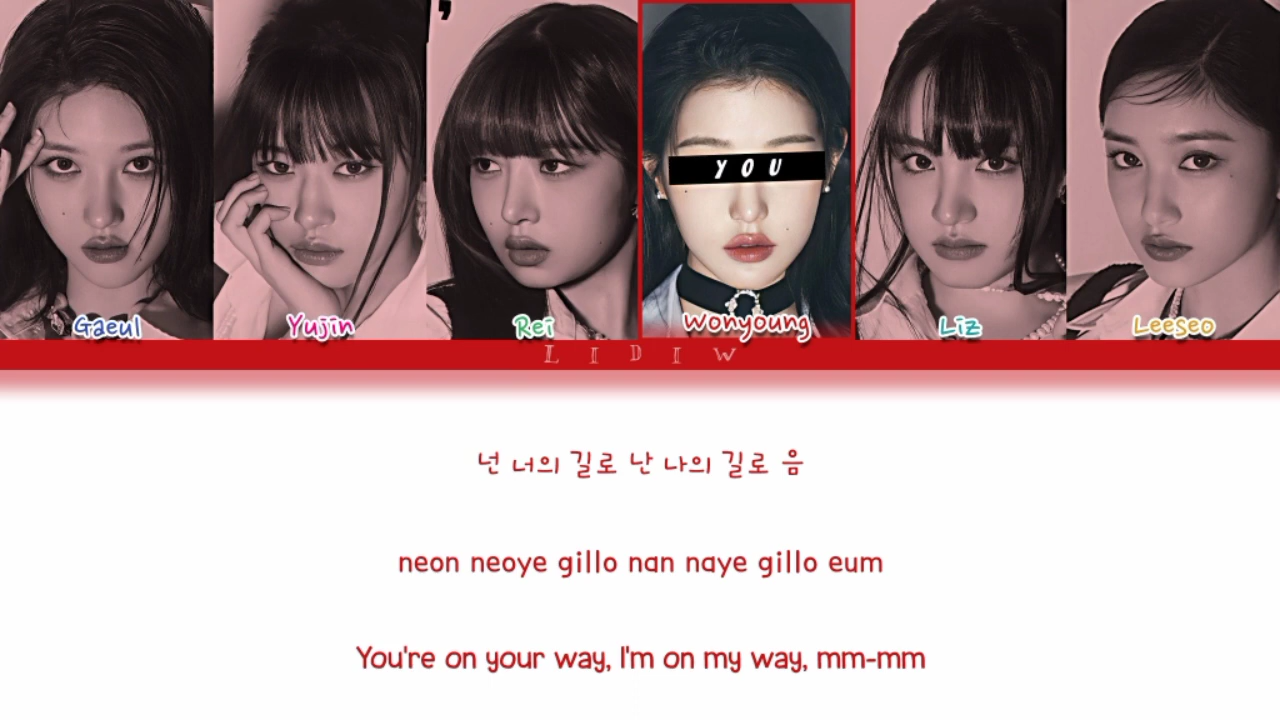 ’
YOU
Gaeul
Yujin
Rei
Wonyoung
Liz
Leeseo
LIDIW
넌 너의 길로 난 나의 길로 음
neon neoye gillo nan naye gillo eum
You're on your way, I'm on my way, mm-mm